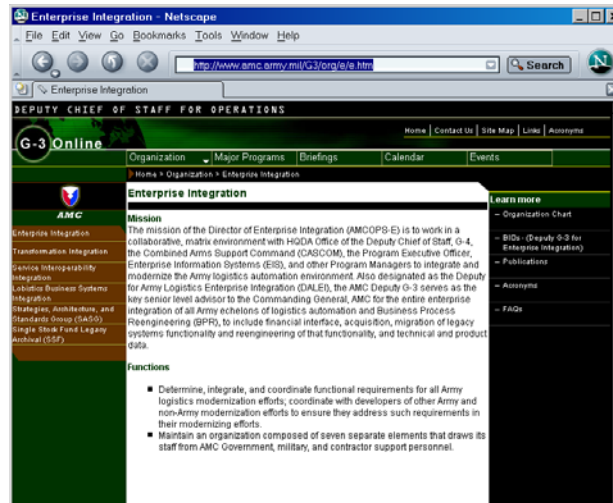 Enterprise Integration - Netscape
File Edit View Go Bookmarks Tools Window Help
http://www.amc.army.mil/G3/org/e/e.htm
Search
N
Enterprise Integration
DEPUTY CHIEF OF STAFF FOR OPERATIONS
Home | Contact Us | Site Map | Links | Acronyms
G-3 Online
Organization Major Programs Briefings Calendar Events
Home > Organization > Enterprise Integration
AMC
Enterprise Integration
Transformation Integration
Service Interoperability
Integration
Lobistics Business Systems
Integration
Strategies, Architecture, and
Standards Group (SASG)
Single Stock Fund Legacy
Archival (SSF)
Enterprise Integration
Mission
The mission of the Director of Enterprise Integration (AMCOPS-E) is to work in a
collaborative, matrix environment with HQDA Office of the Deputy Chief of Staff, G-4,
the Combined Arms Support Command (CASCOM), the Program Executive Officer,
Enterprise Information Systems (EIS), and other Program Managers to integrate and
modernize the Army logistics automation environment. Also designated as the Deputy
for Army Logistics Enterprise Integration (DALEI), the AMC Deputy G-3 serves as the
key senior level advisor to the Commanding General, AMC for the entire enterprise
integration of all Army echelons of logistics automation and Business Process
Reengineering (BPR), to include financial interface, acquisition, migration of legacy
systems functionality and reengineering of that functionality, and technical and product
data.
Functions
Determine, integrate, and coordinate functional requirements for all Army
logistics modernization efforts; coordinate with developers of other Army and
non-Army modernization efforts to ensure they address such requirements in
their modernizing efforts.
Maintain an organization composed of seven separate elements that draws its
staff from AMC Government, military, and contractor support personnel.
Learn more
– Organization Chart
– BIOs - (Deputy G-3 for
Enterprise Integration)
– Publications
– Acronyms
– FAQs